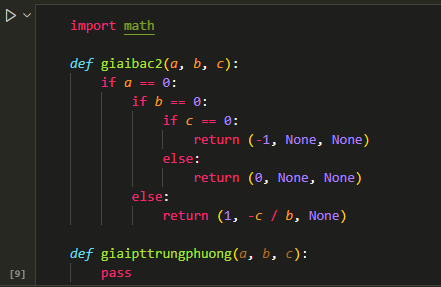 import math
def giaibac2(a, b, c):
    if a == 0:
        if b == 0:
            if c == 0:
                return (-1, None, None)
            else:
                return (0, None, None)
        else:
            return (1, -c / b, None)
def giaipttrungphuong(a, b, c):
    pass
[9]